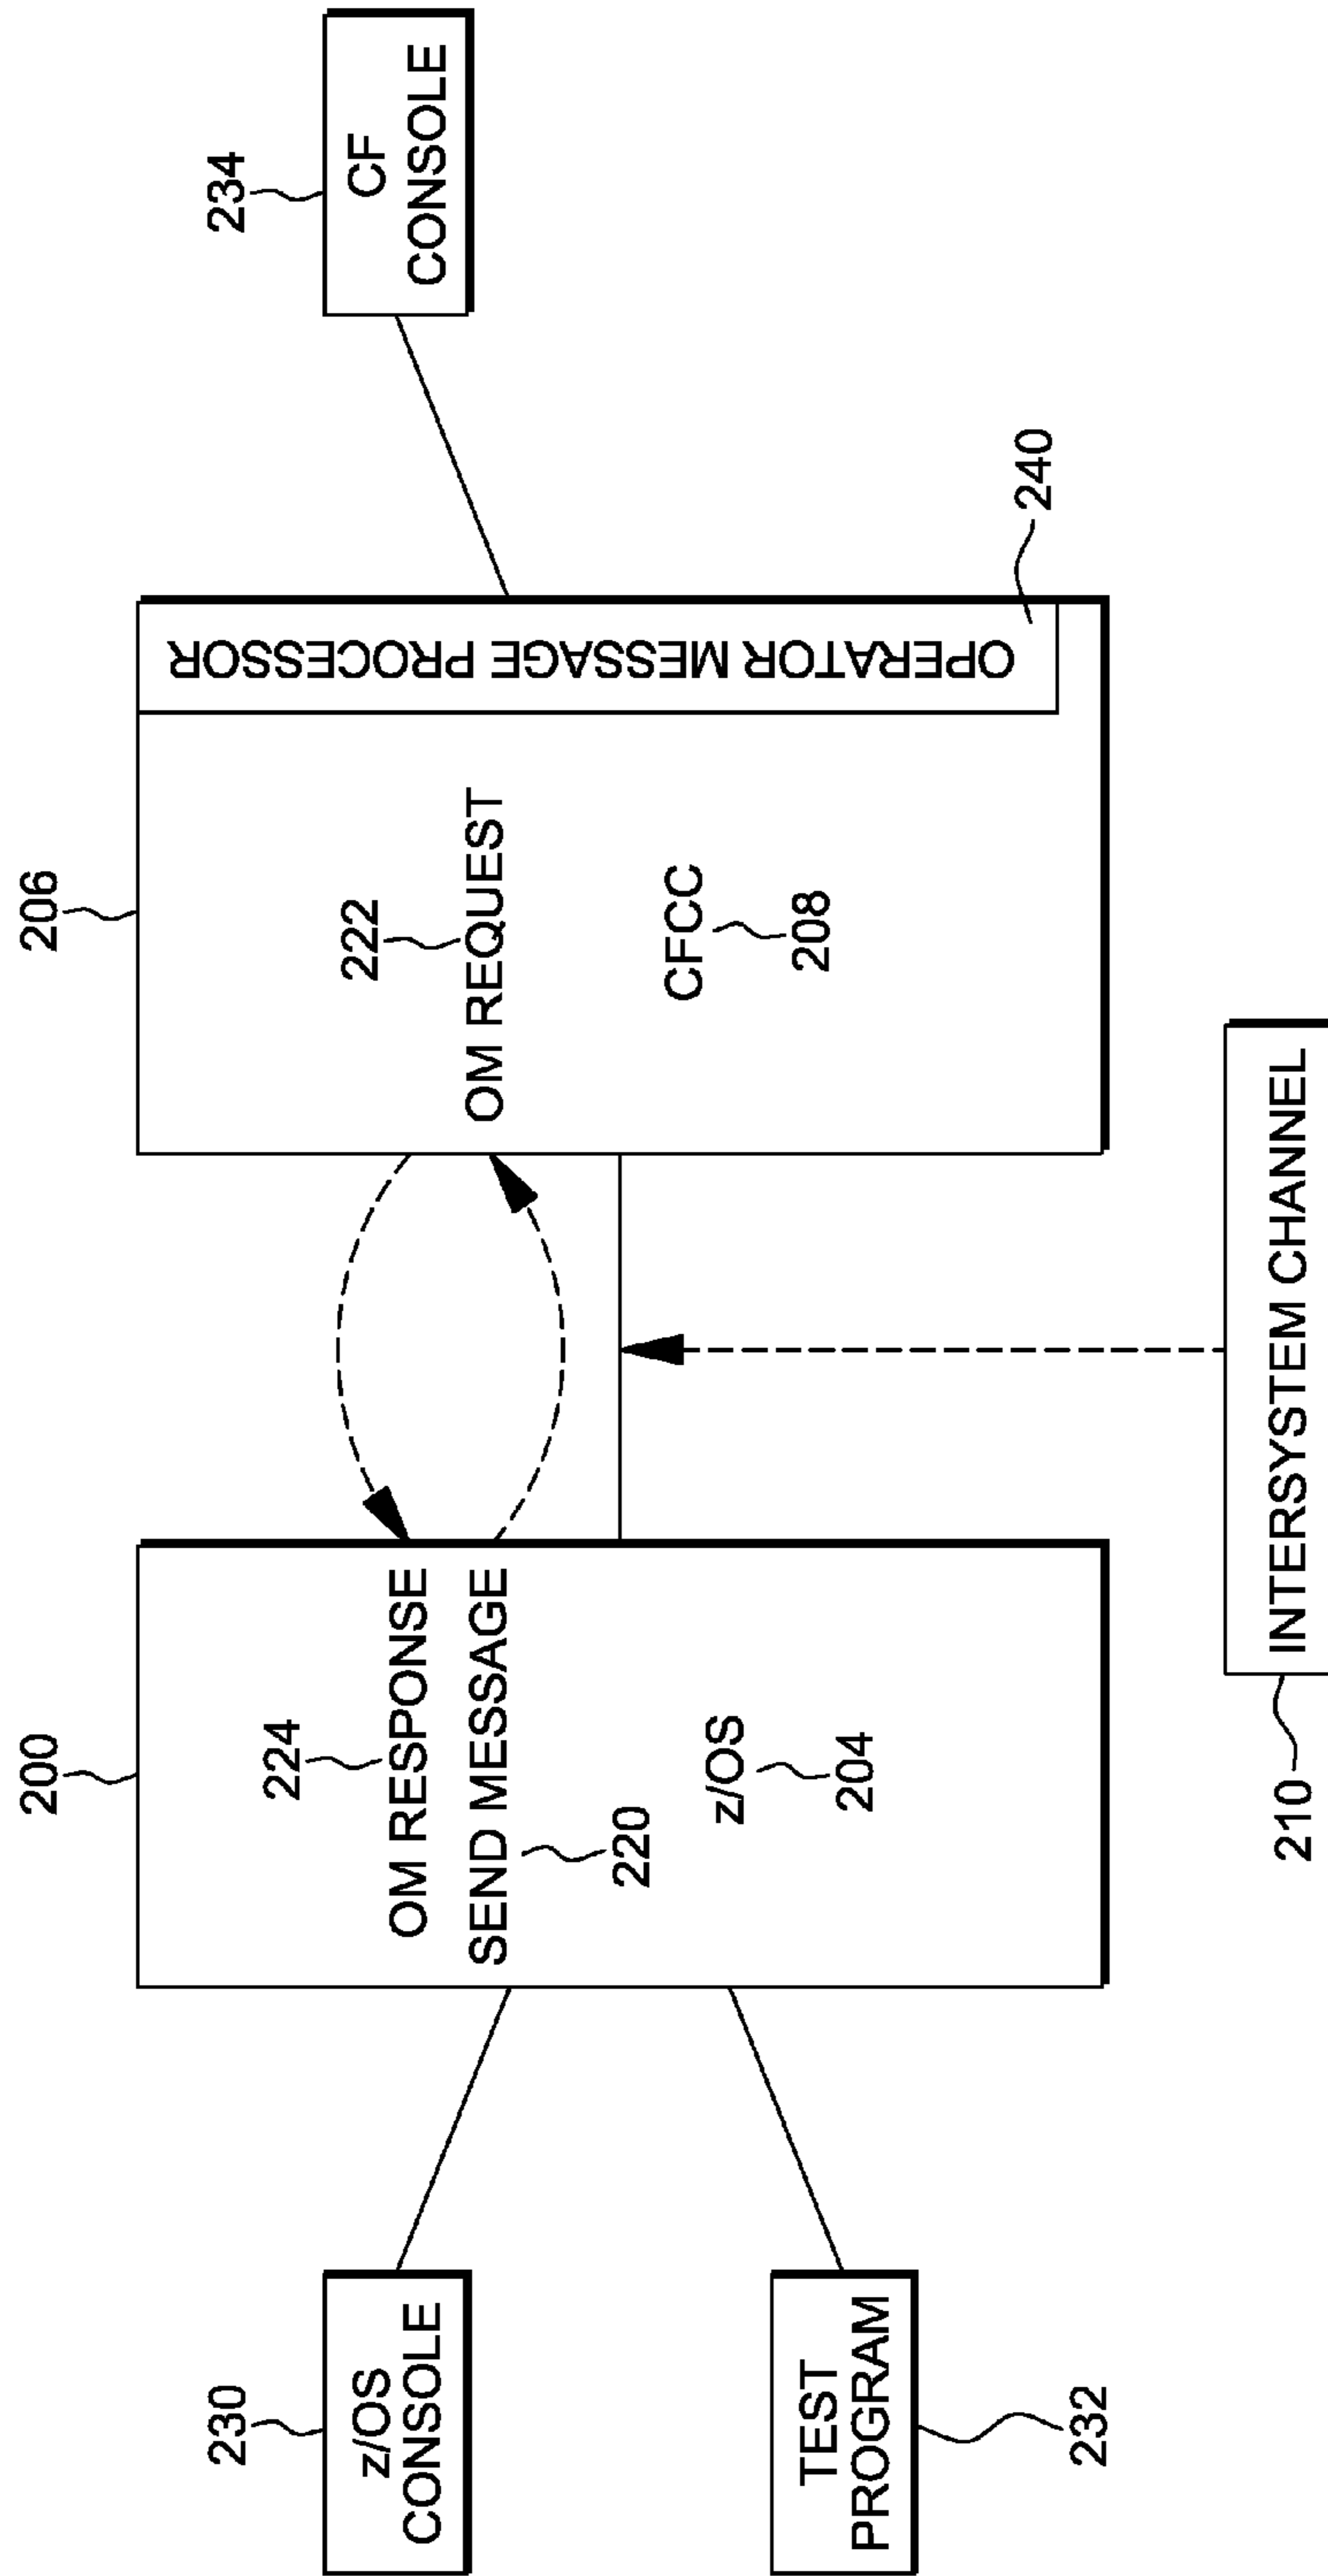 200
206
230
z/OS
CONSOLE
224
OM RESPONSE
SEND MESSAGE
220
z/OS
204
222
OM REQUEST
CFCC
208
OPERATOR MESSAGE PROCESSOR
240
234
CF
CONSOLE
TEST
PROGRAM
232
210
INTERSYSTEM CHANNEL